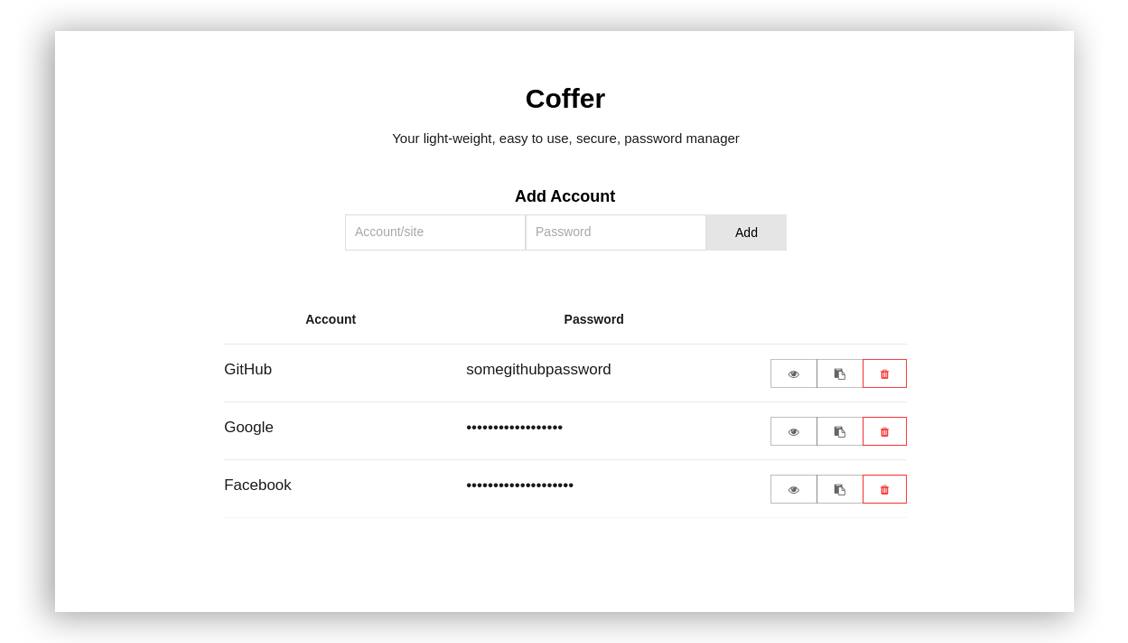 Coffer
Your light-weight, easy to use, secure, password manager
Add Account
Account/site Password Add
Account Password
GitHub somegithubpassword
Google ••••••••••••••••••
Facebook ••••••••••••••••••••